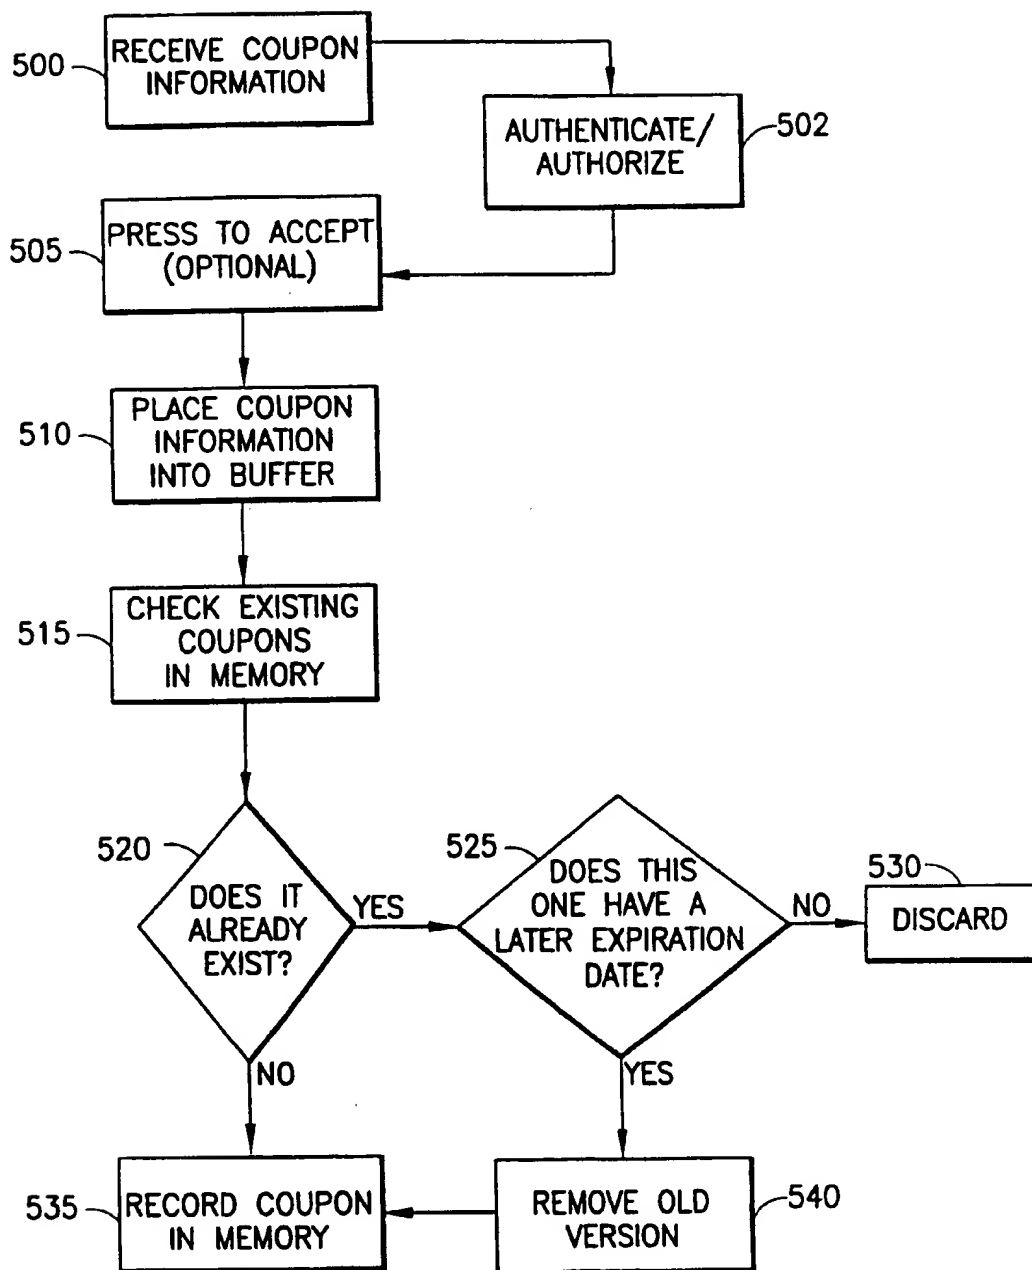 500
RECEIVE COUPON
INFORMATION
AUTHENTICATE/
AUTHORIZE
502
505
PRESS TO ACCEPT
(OPTIONAL)
510
PLACE COUPON
INFORMATION
INTO BUFFER
515
CHECK EXISTING
COUPONS
IN MEMORY
520
DOES IT
ALREADY
EXIST?
YES
NO
525
DOES THIS
ONE HAVE A
LATER EXPIRATION
DATE?
NO
YES
530
DISCARD
535
RECORD COUPON
IN MEMORY
REMOVE OLD
VERSION
540